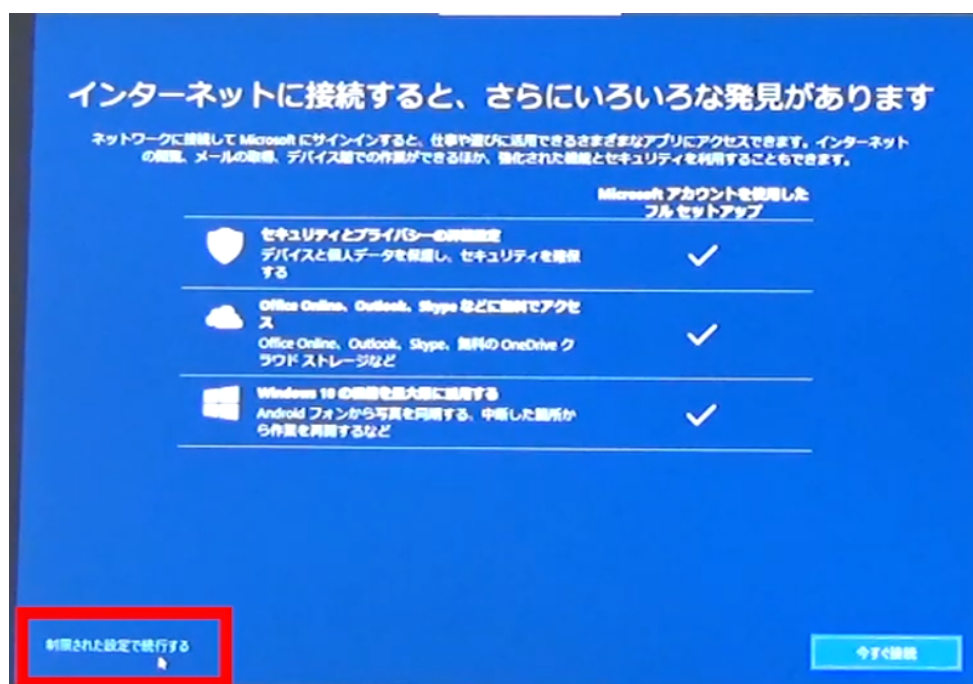 インターネットに接続すると、さらにいろいろな発見があります
ネットワークに接続して Microsoft にサインインすると、仕事や遊びに活用できるさまざまなアプリにアクセスできます。インターネット
の閲覧、メールの取得、デバイス間での作業ができるほか、強化された機能とセキュリティを利用することもできます。
Microsoft アカウントを使用した
フル セットアップ
セキュリティとプライバシーの詳細設定
デバイスと個人データを保護し、セキュリティを確保
する
Office Online、Outlook、Skype などに無料でアクセ
ス
Office Online、Outlook、Skype、無料の OneDrive ク
ラウド ストレージなど
Windows 10 の機能を最大限に活用する
Android フォンから写真を同期する、中断した箇所か
ら作業を再開するなど
制限された設定で続行する
今すぐ接続